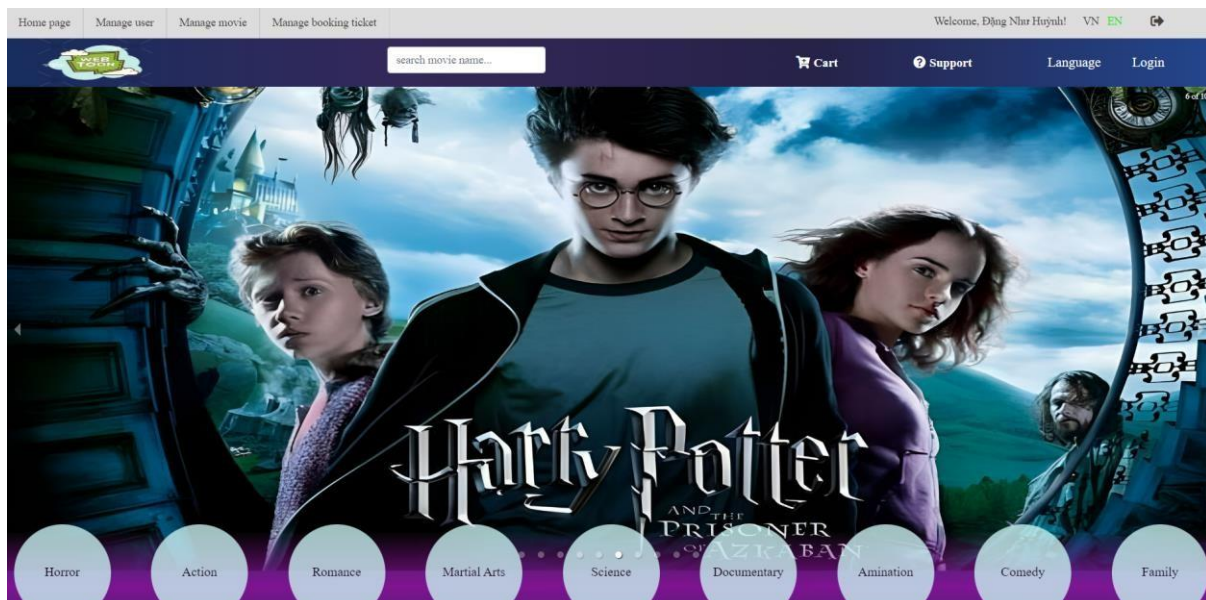 Home page Manage user Manage movie Manage booking ticket Welcome, Đặng Như Huỳnh! VN EN
WEB
TOON
search movie name... Cart Support Language Login
6 of 10
Harry Potter
AND THE
PRISONER
OF AZKABAN
Horror Action Romance Martial Arts Science Documentary Amination Comedy Family